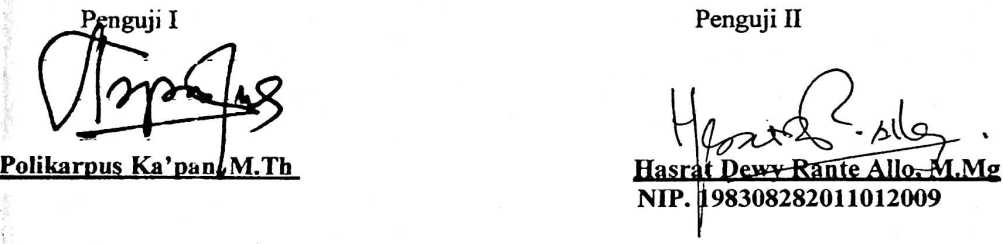 Penguji I
Penguji II
Polikarpus Ka'pan, M.Th
Hasrat Dewy Rante Allo, M.Mg
NIP. 198308282011012009